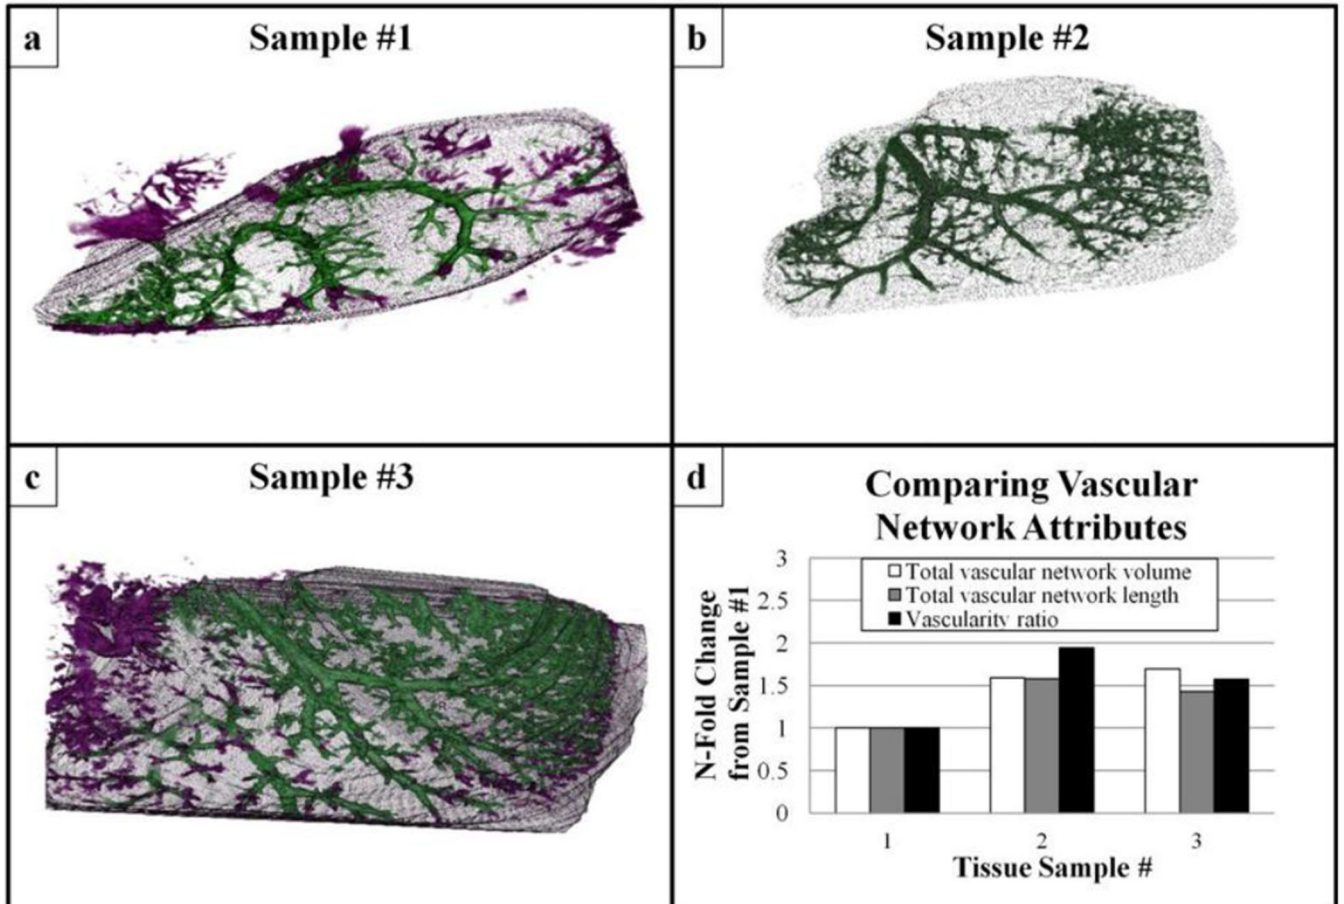 a
Sample #1
b
Sample #2
c
Sample #3
d
Comparing Vascular
Network Attributes
N-Fold Change
from Sample #1
3
2.5
2
1.5
1
0.5
0
Total vascular network volume
Total vascular network length
Vascularity ratio
1
2
3
Tissue Sample #